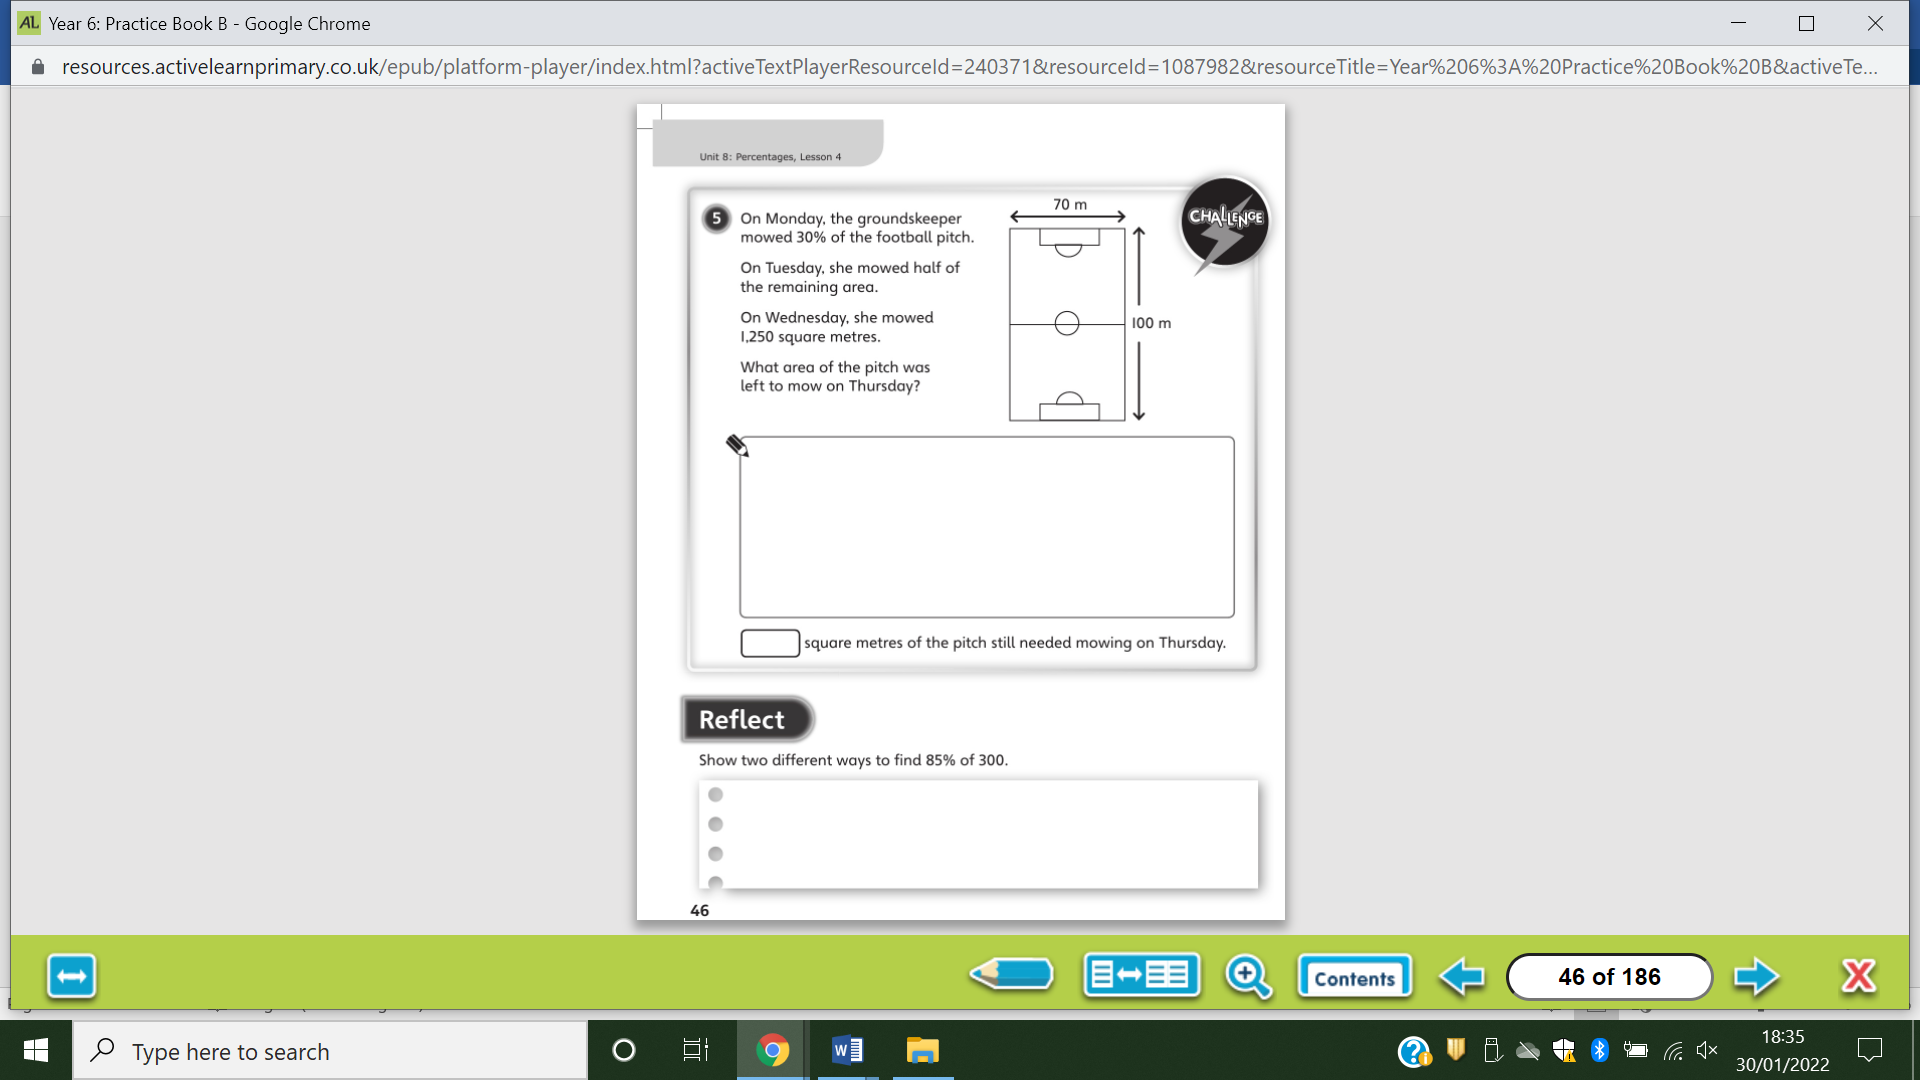 Year 6: Practice Book B - Google Chrome
resources.activelearnprimary.co.uk/epub/platform-player/index.html?activeTextPlayerResourceId=240371&resourceId=1087982&resourceTitle=Year%206%3A%20Practice%20Book%20B&activeTe...
Unit 8: Percentages, Lesson 4
CHALLENGE
5
On Monday, the groundskeeper
mowed 30% of the football pitch.
On Tuesday, she mowed half of
the remaining area.
On Wednesday, she mowed
1,250 square metres.
What area of the pitch was
left to mow on Thursday?
70 m
100 m
square metres of the pitch still needed mowing on Thursday.
Reflect
Show two different ways to find 85% of 300.
46
Contents
46 of 186
Type here to search
18:35
30/01/2022